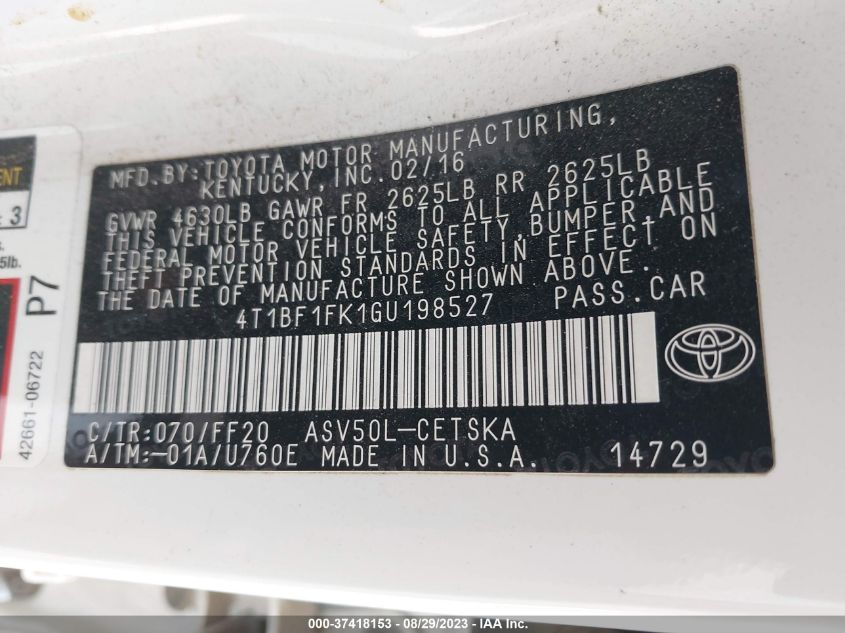 MFD.BY:TOYOTA MOTOR MANUFACTURING,
KENTUCKY, INC. 02/16
GVWR 4630LB GAWR FR 2625LB RR 2625LB
THIS VEHICLE CONFORMS TO ALL APPLICABLE
FEDERAL MOTOR VEHICLE SAFETY,BUMPER,AND
THEFT PREVENTION STANDARDS IN EFFECT ON
THE DATE OF MANUFACTURE SHOWN ABOVE.
4T1BF1FK1GU198527 PASS.CAR
C/TR:070/FF20 ASV50L-CETSKA
A/TM:-01A/U760E MADE IN U.S.A. 14729
3
5lb.
P7
42661-06722
000-37418153 - 08/29/2023 - IAA Inc.